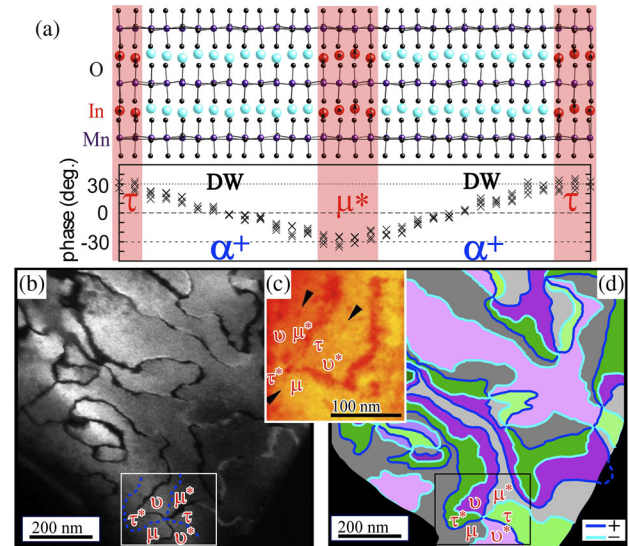 (a)
O
In
Mn
phase (deg.)
30
0
-30
τ
DW
μ*
DW
τ
α+
α+
(b)
(c)
(d)
υ
μ*
τ
υ*
τ*
μ
100 nm
υ
μ*
τ*
τ
μ
υ*
200 nm
μ*
υ
τ*
τ
μ
υ*
200 nm
+
−